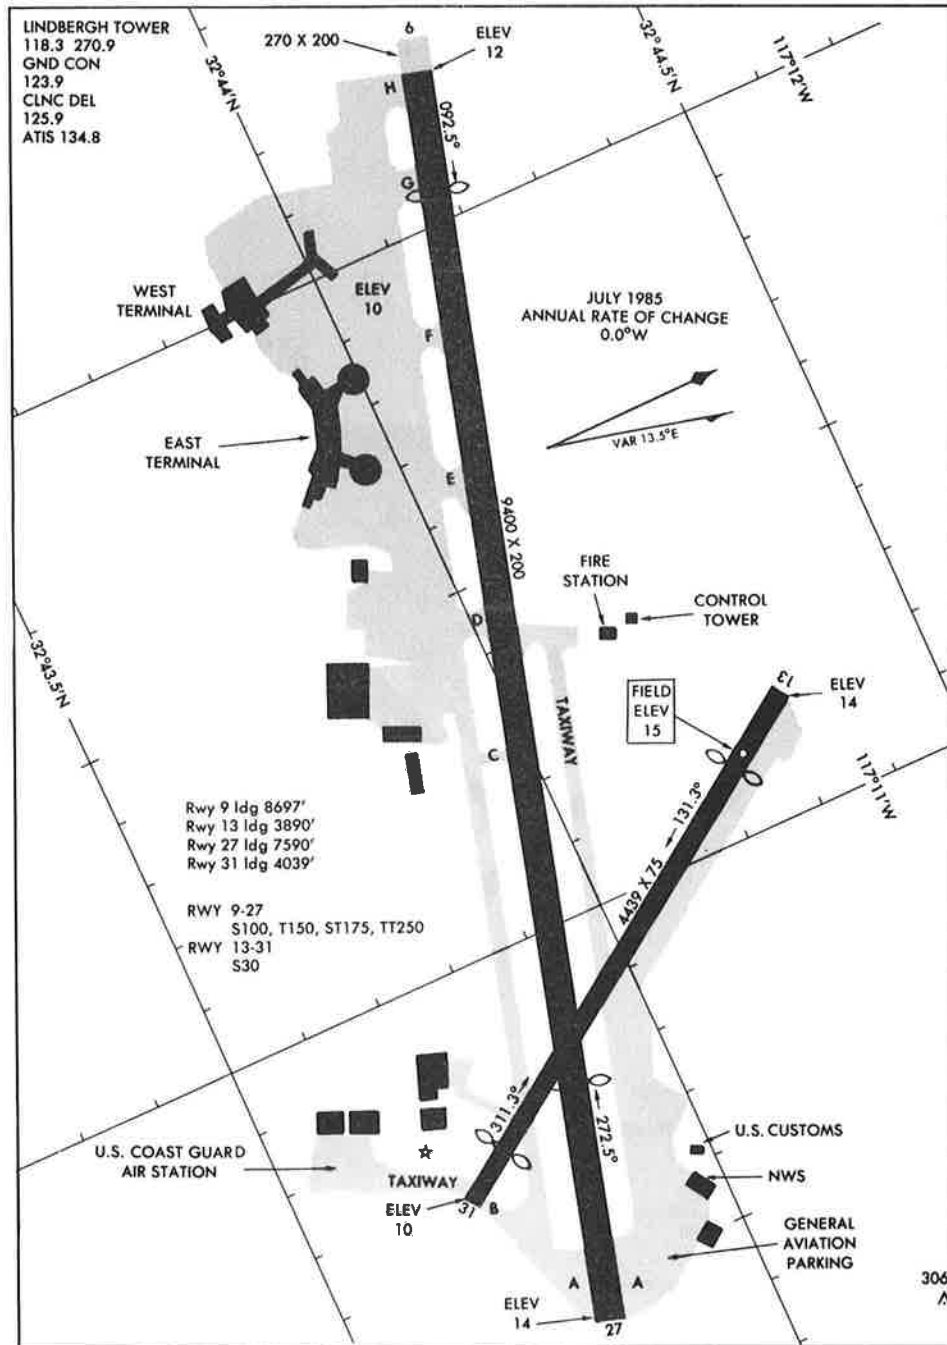 LINDBERGH TOWER
118.3 270.9
GND CON
123.9
CLNC DEL
125.9
ATIS 134.8
32°44'N
270 X 200
6
ELEV
12
32°44.5'N
117°12'W
H
092.5°
G
WEST
TERMINAL
ELEV
10
JULY 1985
ANNUAL RATE OF CHANGE
0.0°W
F
VAR 13.5°E
EAST
TERMINAL
E
9400 X 200
FIRE
STATION
CONTROL
TOWER
D
32°43.5'N
TAXIWAY
FIELD
ELEV
15
13
ELEV
14
C
117°11'W
131.3°
4439 X 75
Rwy 9 ldg 8697'
Rwy 13 ldg 3890'
Rwy 27 ldg 7590'
Rwy 31 ldg 4039'
RWY 9-27
S100, T150, ST175, TT250
RWY 13-31
S30
311.3°
272.5°
U.S. CUSTOMS
U.S. COAST GUARD
AIR STATION
TAXIWAY
NWS
ELEV
10
31
B
GENERAL
AVIATION
PARKING
A
A
306
ELEV
14
27